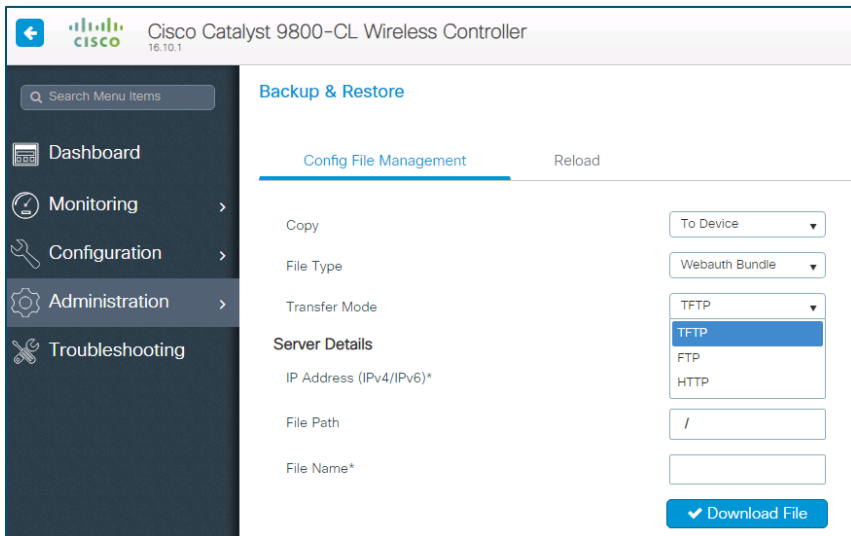 CISCO
Cisco Catalyst 9800-CL Wireless Controller
16.10.1
Search Menu Items
Dashboard
Monitoring
Configuration
Administration
Troubleshooting
Backup & Restore
Config File Management
Reload
Copy
To Device
File Type
Webauth Bundle
Transfer Mode
TFTP
TFTP
FTP
HTTP
Server Details
IP Address (IPv4/IPv6)*
File Path
/
File Name*
Download File